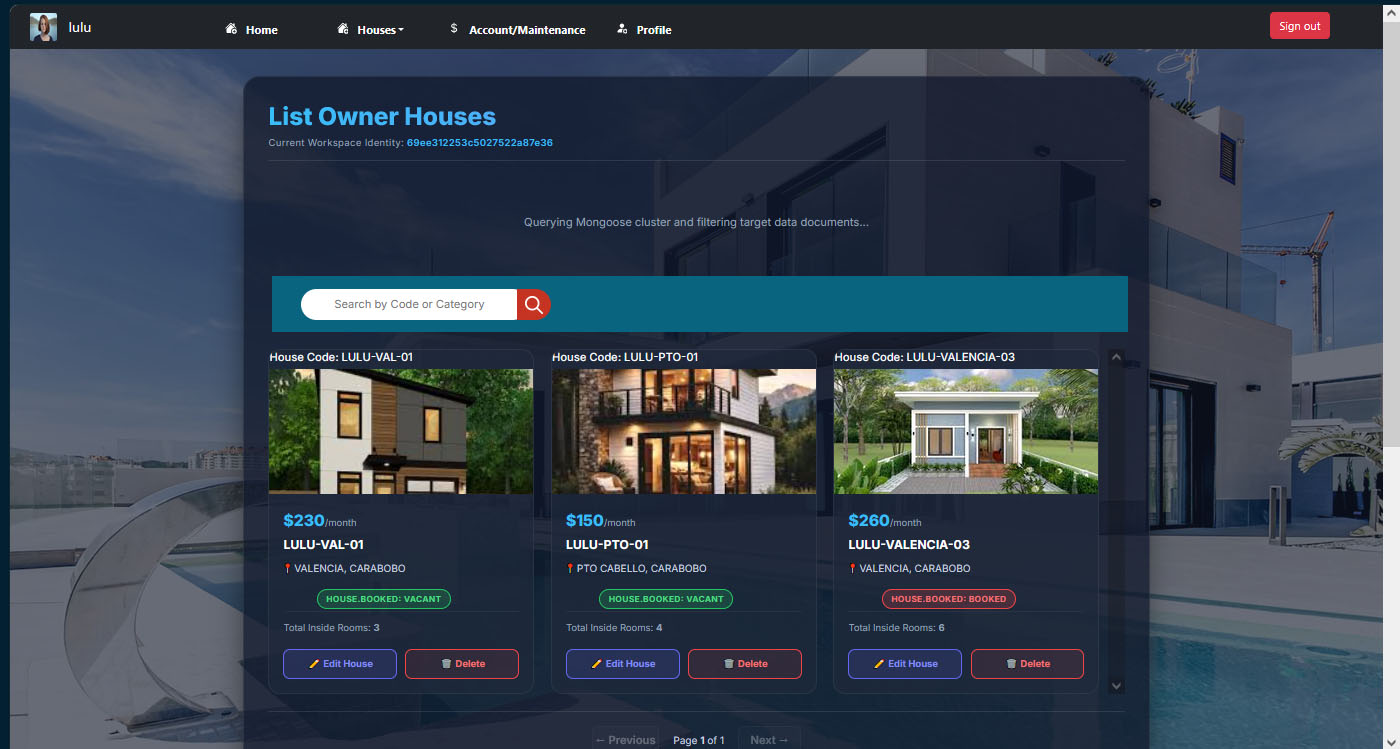 lulu
Home
Houses
$ Account/Maintenance
Profile
Sign out
List Owner Houses
Current Workspace Identity: 69ee312253c5027522a87e36
Querying Mongoose cluster and filtering target data documents...
Search by Code or Category
House Code: LULU-VAL-01
$230/month
LULU-VAL-01
VALENCIA, CARABOBO
HOUSE.BOOKED: VACANT
Total Inside Rooms: 3
Edit House
Delete
House Code: LULU-PTO-01
$150/month
LULU-PTO-01
PTO CABELLO, CARABOBO
HOUSE.BOOKED: VACANT
Total Inside Rooms: 4
Edit House
Delete
House Code: LULU-VALENCIA-03
$260/month
LULU-VALENCIA-03
VALENCIA, CARABOBO
HOUSE.BOOKED: BOOKED
Total Inside Rooms: 6
Edit House
Delete
← Previous
Page 1 of 1
Next →